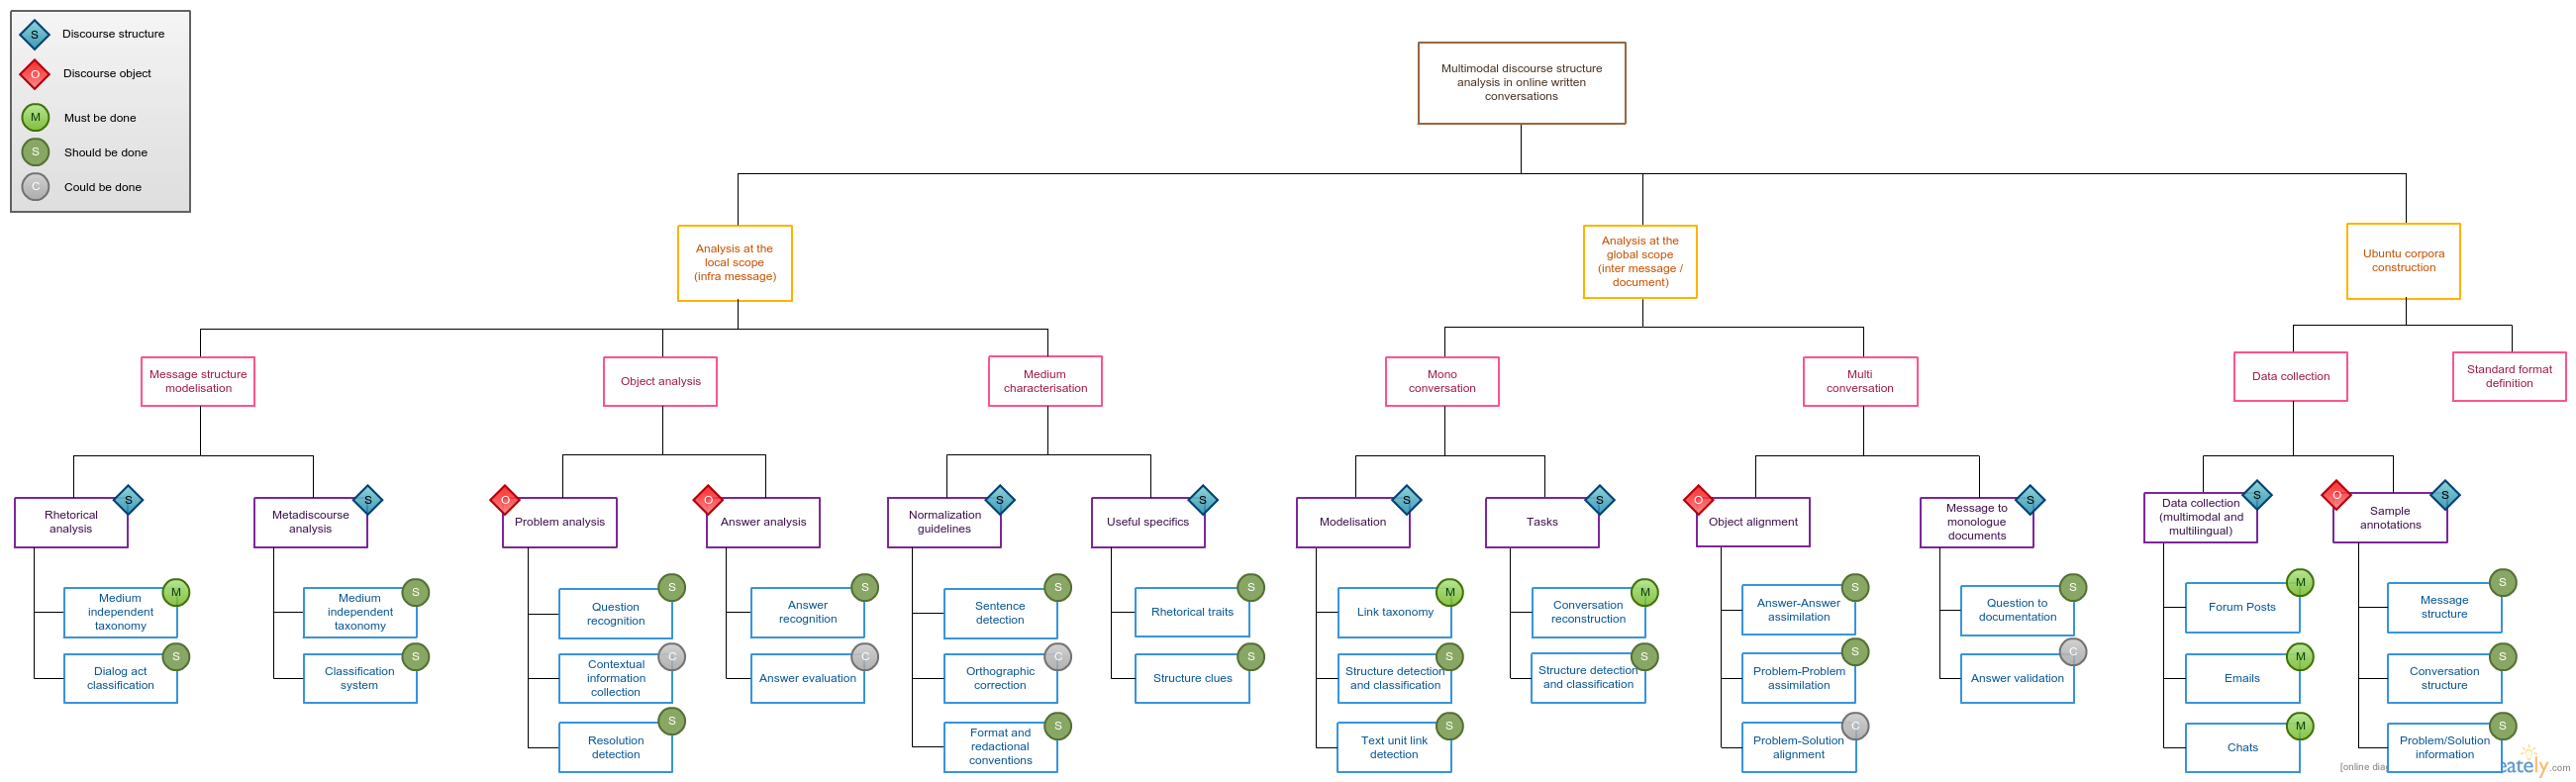 S Discourse structure
O Discourse object
M Must be done
S Should be done
C Could be done
Multimodal discourse structure
analysis in online written
conversations
Analysis at the
local scope
(infra message)
Analysis at the
global scope
(inter message /
document)
Ubuntu corpora
construction
Message structure
modelisation
Object analysis
Medium
characterisation
Mono
conversation
Multi
conversation
Data collection
Standard format
definition
S
Rhetorical
analysis
S
Metadiscourse
analysis
O
Problem analysis
O
Answer analysis
S
Normalization
guidelines
S
Useful specifics
S
Modelisation
S
Tasks
O
Object alignment
S
Message to
monologue
documents
S
Data collection
(multimodal and
multilingual)
O
S
Sample
annotations
M
Medium
independent
taxonomy
S
Dialog act
classification
S
Medium
independent
taxonomy
S
Classification
system
S
Question
recognition
C
Contextual
information
collection
S
Resolution
detection
S
Answer
recognition
C
Answer evaluation
S
Sentence
detection
C
Orthographic
correction
S
Format and
redactional
conventions
S
Rhetorical traits
S
Structure clues
M
Link taxonomy
S
Structure detection
and classification
S
Text unit link
detection
M
Conversation
reconstruction
S
Structure detection
and classification
S
Answer-Answer
assimilation
S
Problem-Problem
assimilation
C
Problem-Solution
alignment
S
Question to
documentation
C
Answer validation
M
Forum Posts
M
Emails
M
Chats
S
Message
structure
S
Conversation
structure
S
Problem/Solution
information
[online
.com